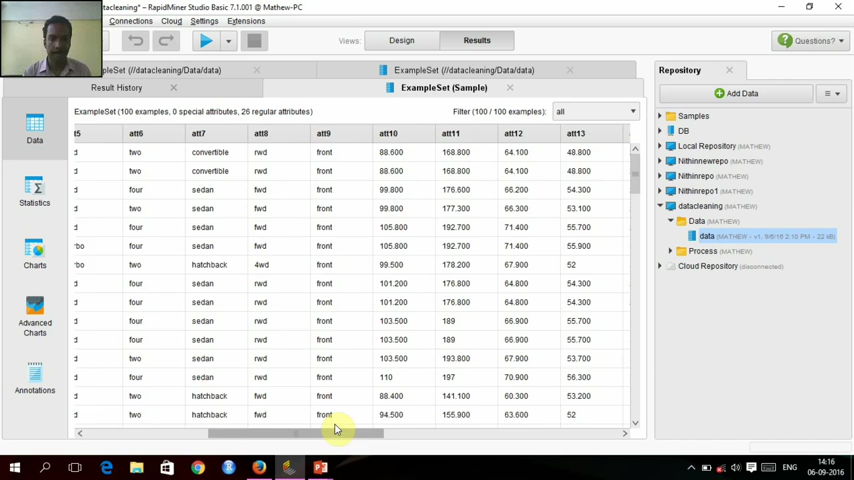 atacleaning* – RapidMiner Studio Basic 7.1.001 @ Mathew-PC
Connections Cloud Settings Extensions
Views: Design Results Questions?
ExampleSet (//datacleaning/Data/data) ExampleSet (//datacleaning/Data/data)
Result History ExampleSet (Sample)
Repository
Add Data
ExampleSet (100 examples, 0 special attributes, 26 regular attributes) Filter (100 / 100 examples): all
t5 att6 att7 att8 att9 att10 att11 att12 att13
d two convertible rwd front 88.600 168.800 64.100 48.800
d two convertible rwd front 88.600 168.800 64.100 48.800
d four sedan rwd front 99.800 176.600 66.200 54.300
d two sedan rwd front 99.800 177.300 66.300 53.100
d four sedan rwd front 105.800 192.700 71.400 55.700
rbo four sedan rwd front 105.800 192.700 71.400 55.900
rbo two hatchback 4wd front 99.500 178.200 67.900 52
d four sedan rwd front 101.200 176.800 64.800 54.300
d four sedan rwd front 101.200 176.800 64.800 54.300
d four sedan rwd front 103.500 189 66.900 55.700
d four sedan rwd front 103.500 189 66.900 55.700
d two sedan rwd front 103.500 193.800 67.900 53.700
d four sedan rwd front 110 197 70.900 56.300
d two hatchback fwd front 88.400 141.100 60.300 53.200
d two hatchback fwd front 94.500 155.900 63.600 52
Data
Statistics
Charts
Advanced
Charts
Annotations
Samples
DB
Local Repository (MATHEW)
Nithinnewrepo (MATHEW)
Nithinrepo (MATHEW)
Nithinrepo1 (MATHEW)
datacleaning (MATHEW)
Data (MATHEW)
data (MATHEW - v1, 9/6/16 2:10 PM - 22 kB)
Process (MATHEW)
Cloud Repository (disconnected)
ENG
14:16
06-09-2016